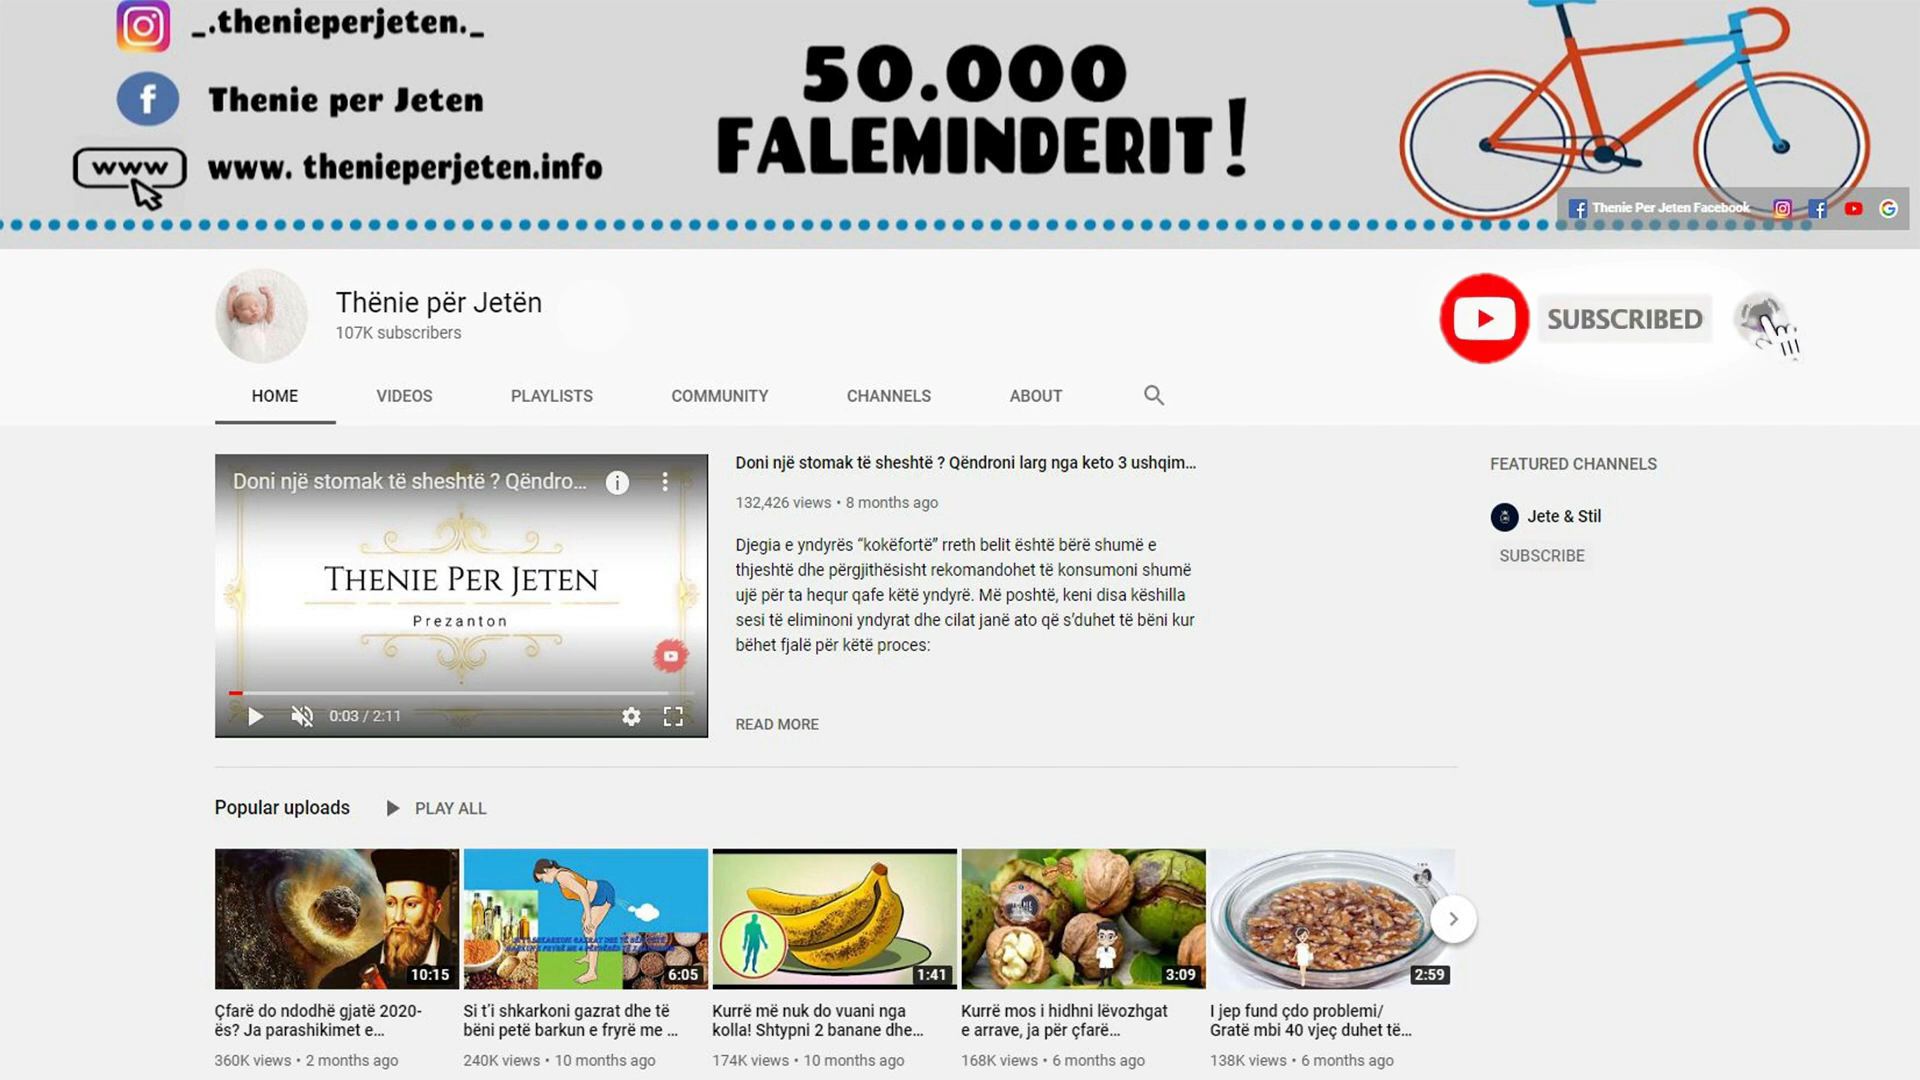 _.thenieperjeten._
Thenie per Jeten
www
www. thenieperjeten.info
50.000
FALEMINDERIT!
Thenie Per Jeten Facebook
Thënie për Jetën
107K subscribers
SUBSCRIBED
HOME
VIDEOS
PLAYLISTS
COMMUNITY
CHANNELS
ABOUT
Doni një stomak të sheshtë ? Qëndro...
THENIE PER JETEN
Prezanton
0:03 / 2:11
Doni një stomak të sheshtë ? Qëndroni larg nga keto 3 ushqim...
132,426 views • 8 months ago
Djegia e yndyrës “kokëfortë” rreth belit është bërë shumë e
thjeshtë dhe përgjithësisht rekomandohet të konsumoni shumë
ujë për ta hequr qafe këtë yndyrë. Më poshtë, keni disa këshilla
sesi të eliminoni yndyrat dhe cilat janë ato që s’duhet të bëni kur
bëhet fjalë për këtë proces:
READ MORE
FEATURED CHANNELS
Jete & Stil
SUBSCRIBE
Popular uploads
PLAY ALL
10:15
6:05
1:41
3:09
2:59
Çfarë do ndodhë gjatë 2020-
ës? Ja parashikimet e...
360K views • 2 months ago
Si t’i shkarkoni gazrat dhe të
bëni petë barkun e fryrë me ...
240K views • 10 months ago
Kurrë më nuk do vuani nga
kolla! Shtypni 2 banane dhe...
174K views • 10 months ago
Kurrë mos i hidhni lëvozhgat
e arrave, ja për çfarë...
168K views • 6 months ago
I jep fund çdo problemi/
Gratë mbi 40 vjeç duhet të...
138K views • 6 months ago